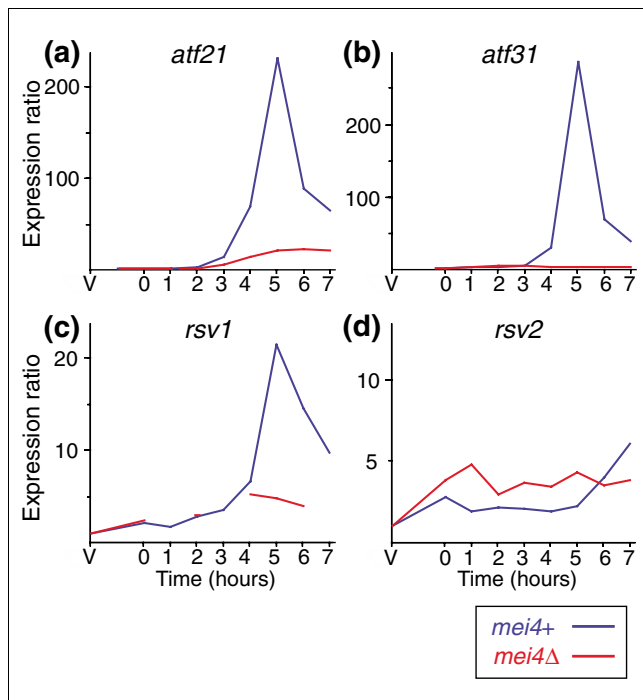 (a) atf21
(b) atf31
Expression ratio
200
100
V 0 1 2 3 4 5 6 7
200
100
V 0 1 2 3 4 5 6 7
(c) rsv1
(d) rsv2
Expression ratio
20
10
V 0 1 2 3 4 5 6 7
Time (hours)
10
5
V 0 1 2 3 4 5 6 7
Time (hours)
mei4+
mei4Δ